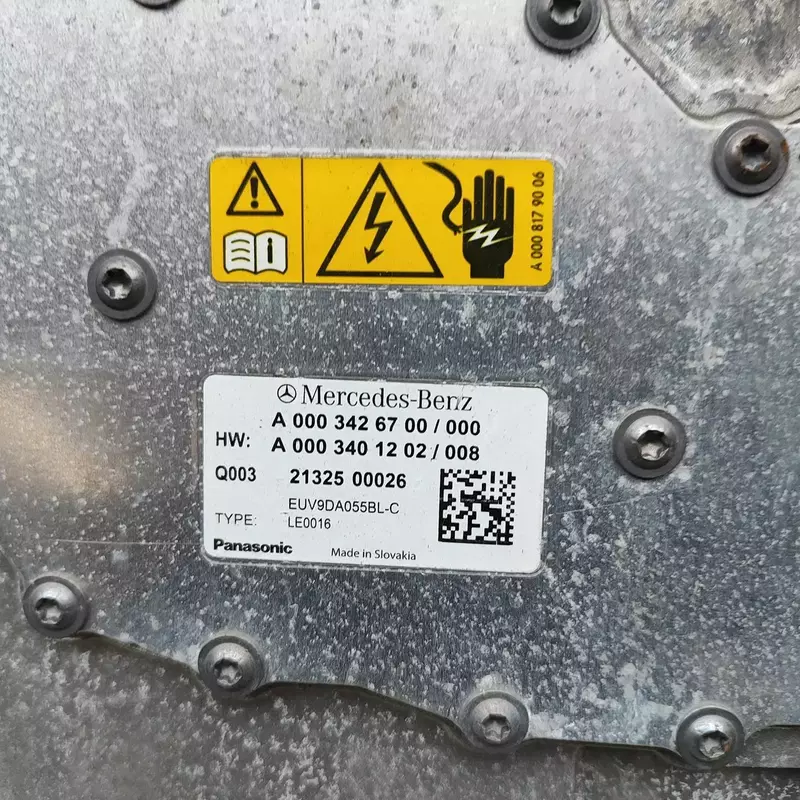 A 000 817 90 06
Mercedes-Benz
A 000 342 67 00 / 000
HW: A 000 340 12 02 / 008
Q003 21325 00026
EUV9DA055BL-C
TYPE: LE0016
Panasonic Made in Slovakia